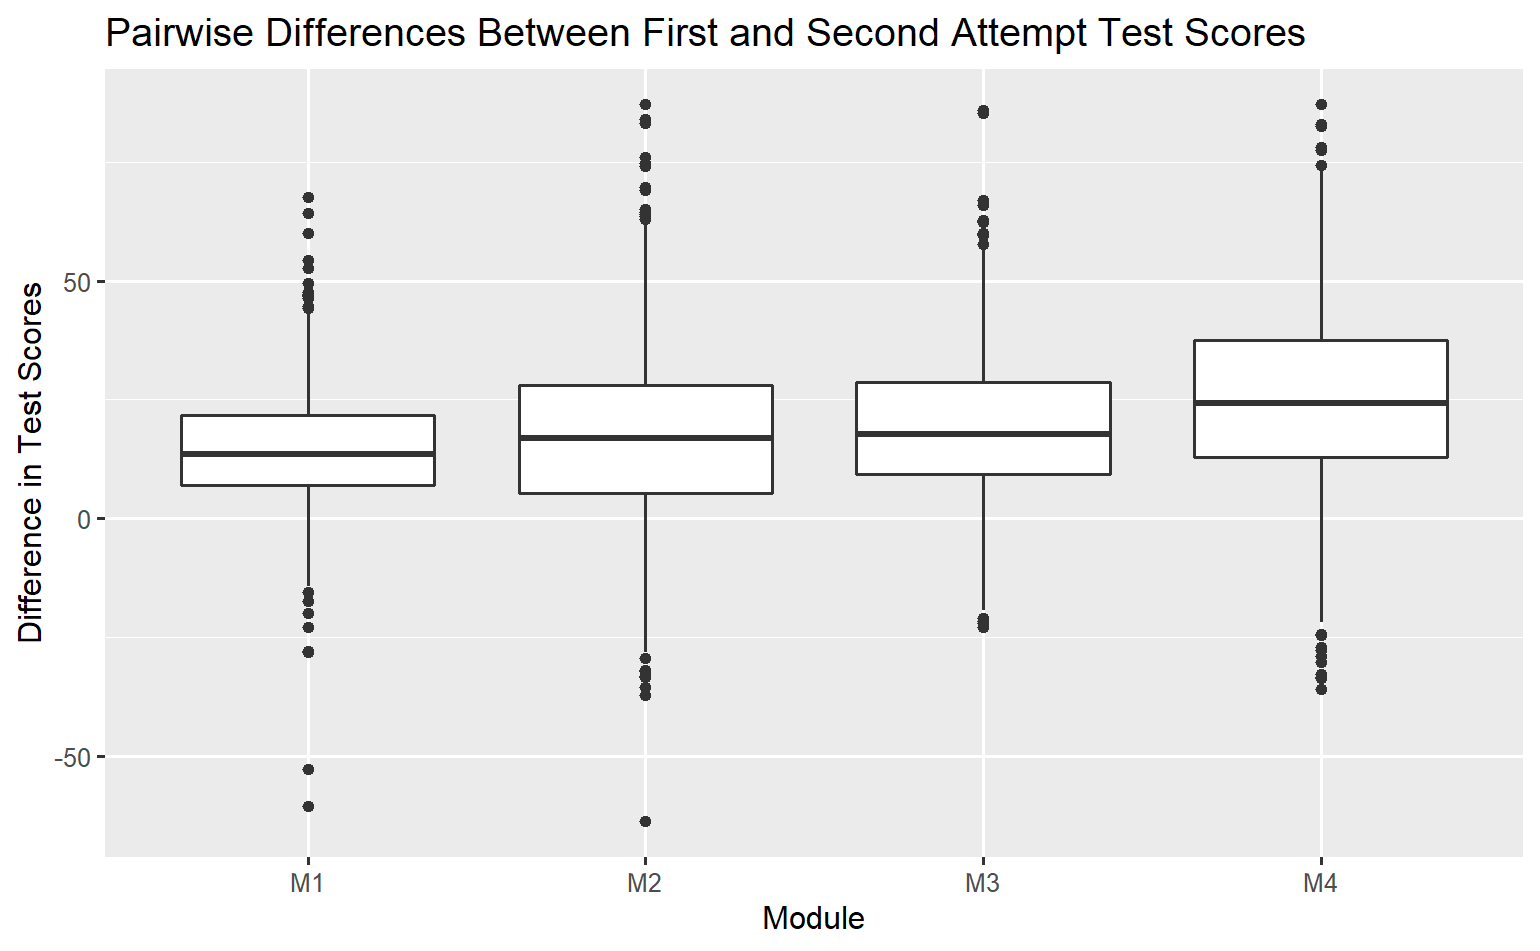 Pairwise Differences Between First and Second Attempt Test Scores
Difference in Test Scores
50
0
-50
M1 M2 M3 M4
Module